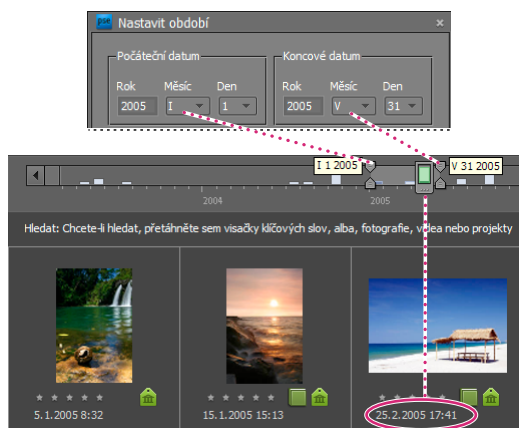 pse Nastavit období ×
Počáteční datum Koncové datum
Rok Měsíc Den Rok Měsíc Den
2005 I 1 2005 V 31
I 1 2005 V 31 2005
2004 2005
Hledat: Chcete-li hledat, přetáhněte sem visačky klíčových slov, alba, fotografie, videa nebo projekty
5.1.2005 8:32 15.1.2005 15:13 25.2.2005 17:41